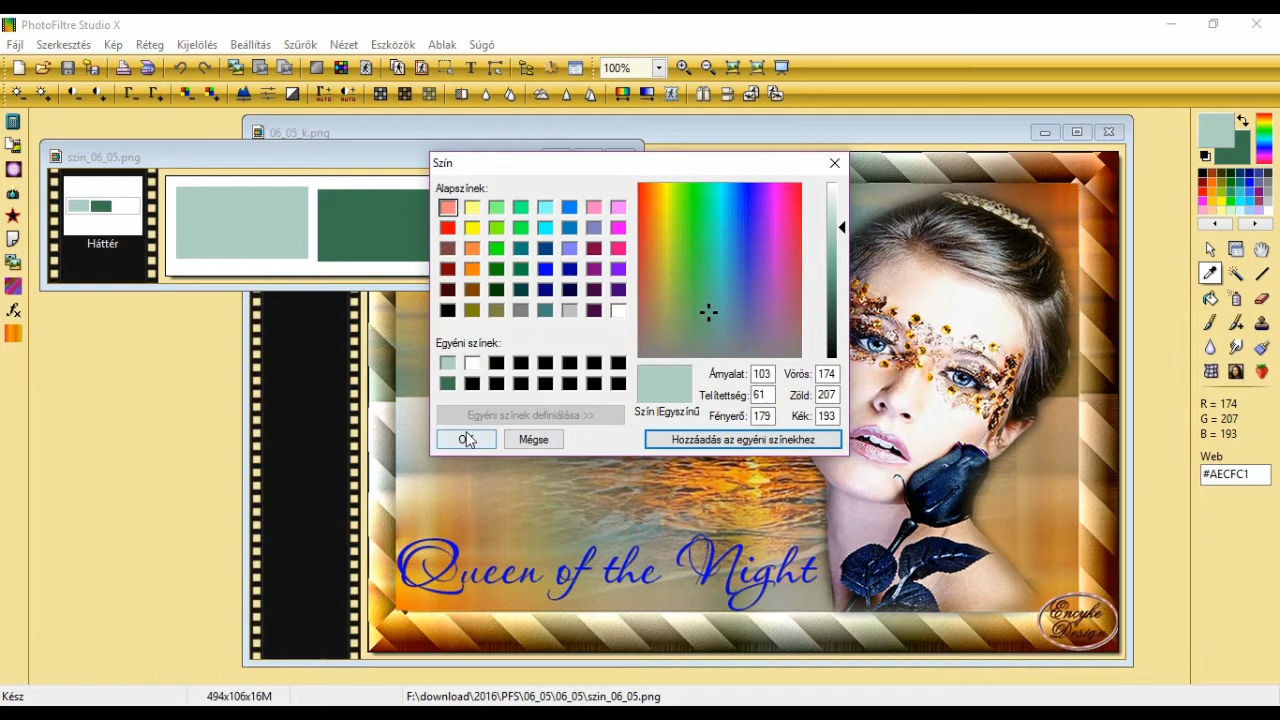 PhotoFiltre Studio X
Fájl Szerkesztés Kép Réteg Kijelölés Beállítás Szűrők Nézet Eszközök Ablak Súgó
100%
06_05_k.png
szin_06_05.png
Háttér
Szín
Alapszínek:
Egyéni színek:
Egyéni színek definiálása >>
Mégse
Szín |Egyszínű
Árnyalat: 103 Vörös: 174
Telítettség: 61 Zöld: 207
Fényerő: 179 Kék: 193
Hozzáadás az egyéni színekhez
R = 174
G = 207
B = 193
Web
#AECFC1
Queen of the Night
Encyke
Design
Kész 494x106x16M F:\download\2016\PFS\06_05\06_05\szin_06_05.png